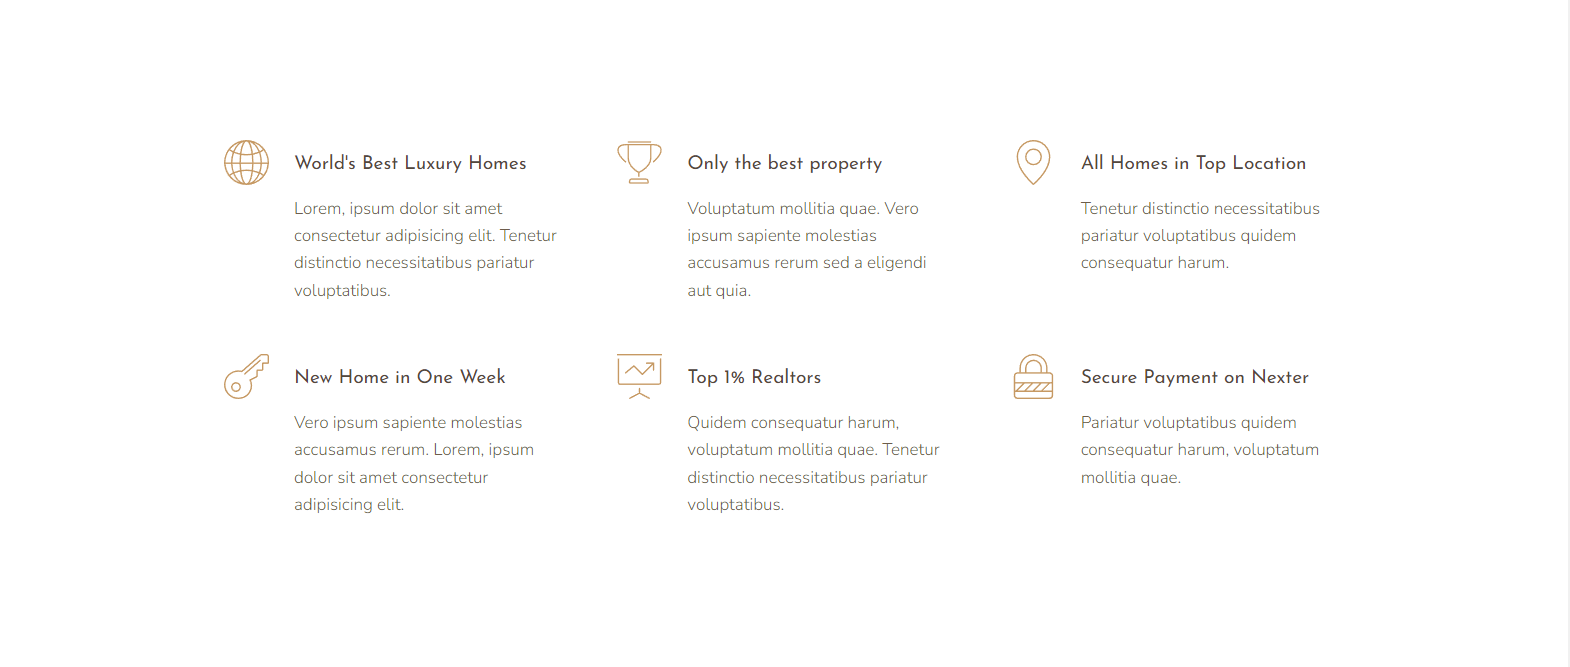 World's Best Luxury Homes
Lorem, ipsum dolor sit amet
consectetur adipisicing elit. Tenetur
distinctio necessitatibus pariatur
voluptatibus.
Only the best property
Voluptatum mollitia quae. Vero
ipsum sapiente molestias
accusamus rerum sed a eligendi
aut quia.
All Homes in Top Location
Tenetur distinctio necessitatibus
pariatur voluptatibus quidem
consequatur harum.
New Home in One Week
Vero ipsum sapiente molestias
accusamus rerum. Lorem, ipsum
dolor sit amet consectetur
adipisicing elit.
Top 1% Realtors
Quidem consequatur harum,
voluptatum mollitia quae. Tenetur
distinctio necessitatibus pariatur
voluptatibus.
Secure Payment on Nexter
Pariatur voluptatibus quidem
consequatur harum, voluptatum
mollitia quae.